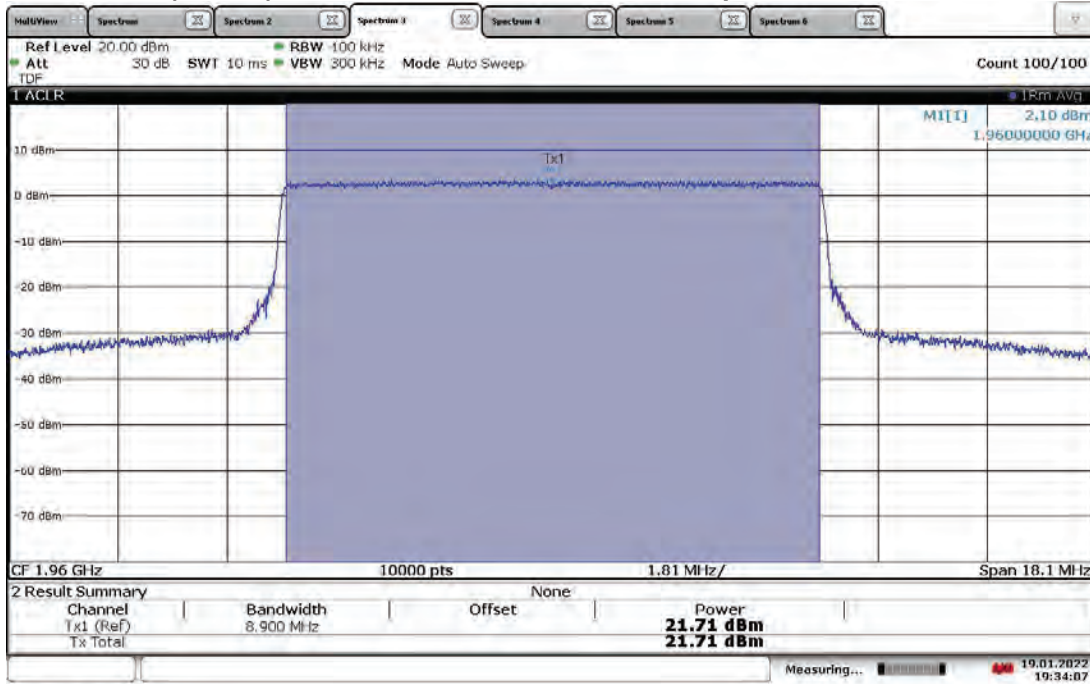 MultiView Spectrum Spectrum 2 Spectrum 3 Spectrum 4 Spectrum 5 Spectrum 6
Ref Level 20.00 dBm RBW 100 kHz
Att 30 dB SWT 10 ms VBW 300 kHz Mode Auto Sweep Count 100/100
TDF
1 ACLR 1Rm Avg
M1[1] 2.10 dBm
1.96000000 GHz
10 dBm
Tx1
0 dBm
-10 dBm
-20 dBm
-30 dBm
-40 dBm
-50 dBm
-60 dBm
-70 dBm
CF 1.96 GHz 10000 pts 1.81 MHz/ Span 18.1 MHz
2 Result Summary None
Channel Bandwidth Offset Power
Tx1 (Ref) 8.900 MHz 21.71 dBm
Tx Total 21.71 dBm
Measuring... 19.01.2022
19:34:07